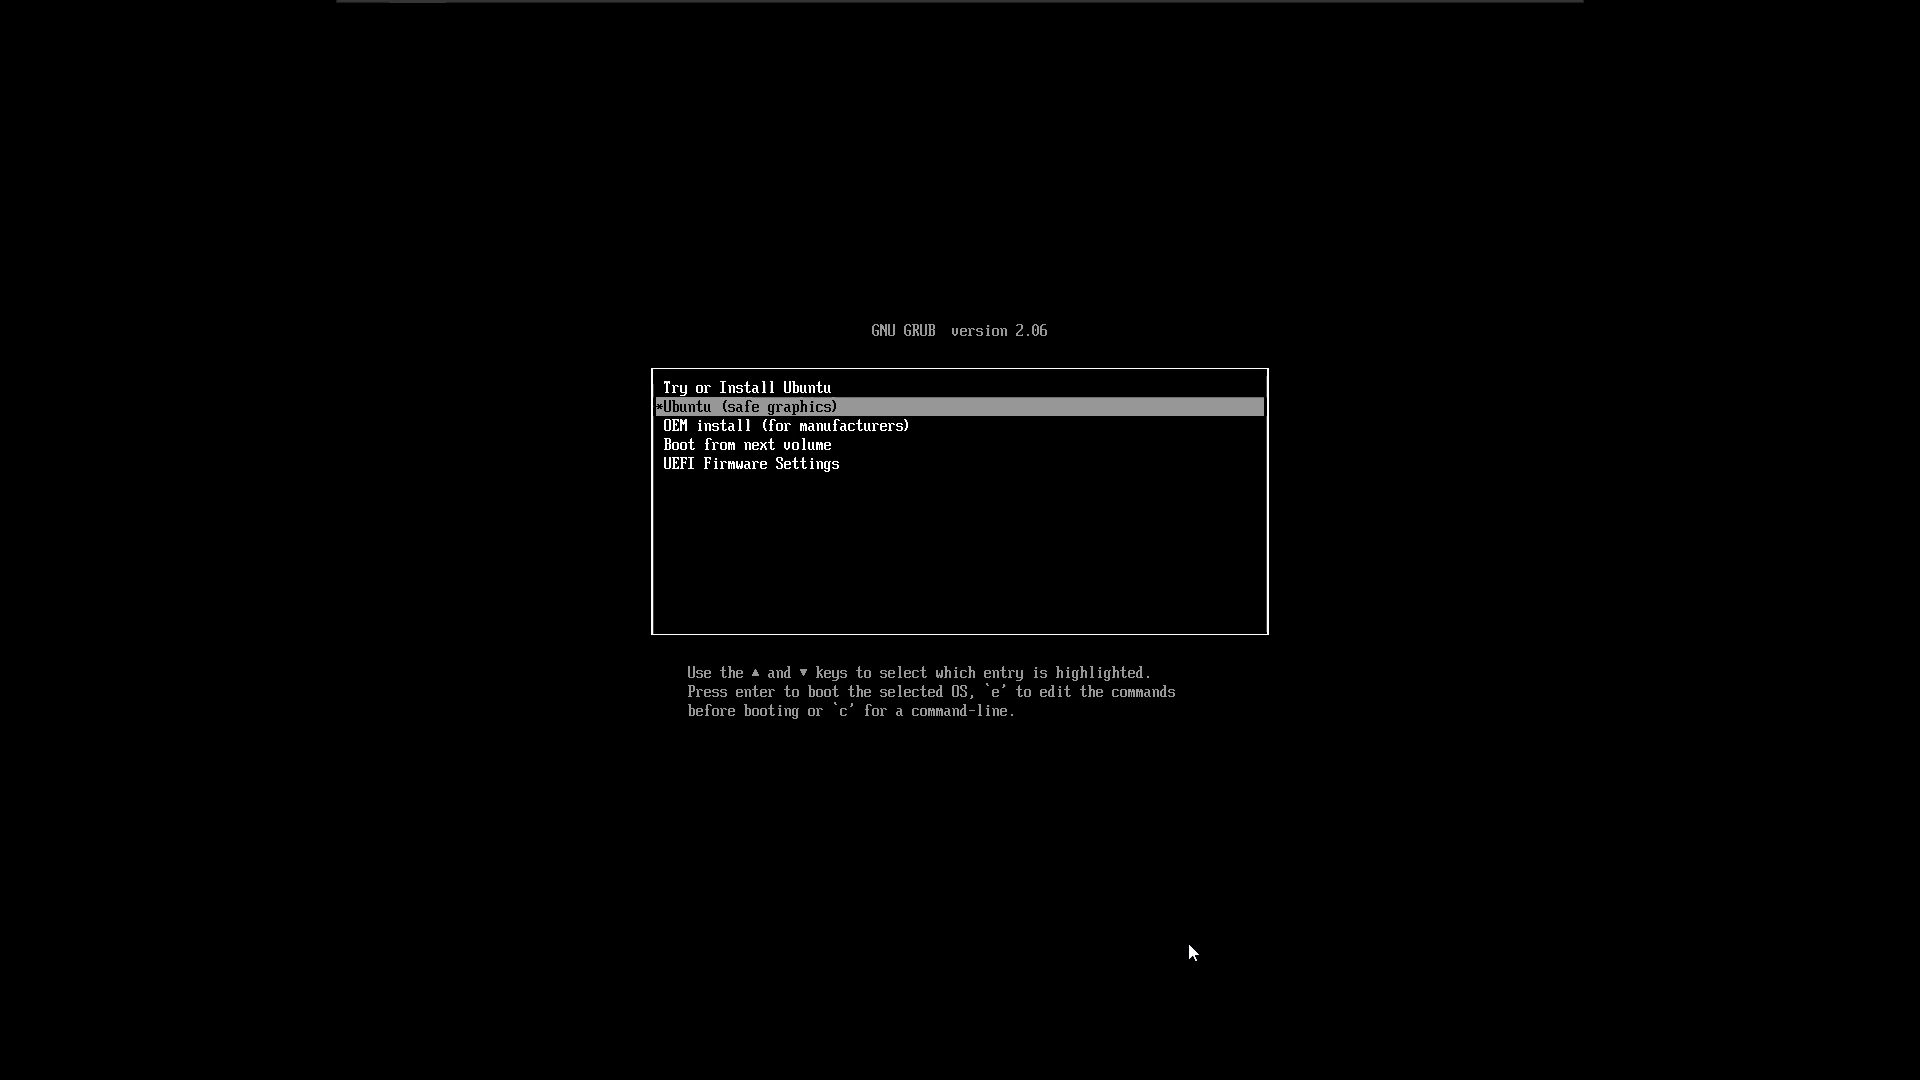 GNU GRUB  version 2.06
Try or Install Ubuntu
*Ubuntu (safe graphics)
OEM install (for manufacturers)
Boot from next volume
UEFI Firmware Settings
Use the ▲ and ▼ keys to select which entry is highlighted.
Press enter to boot the selected OS, `e' to edit the commands
before booting or `c' for a command-line.